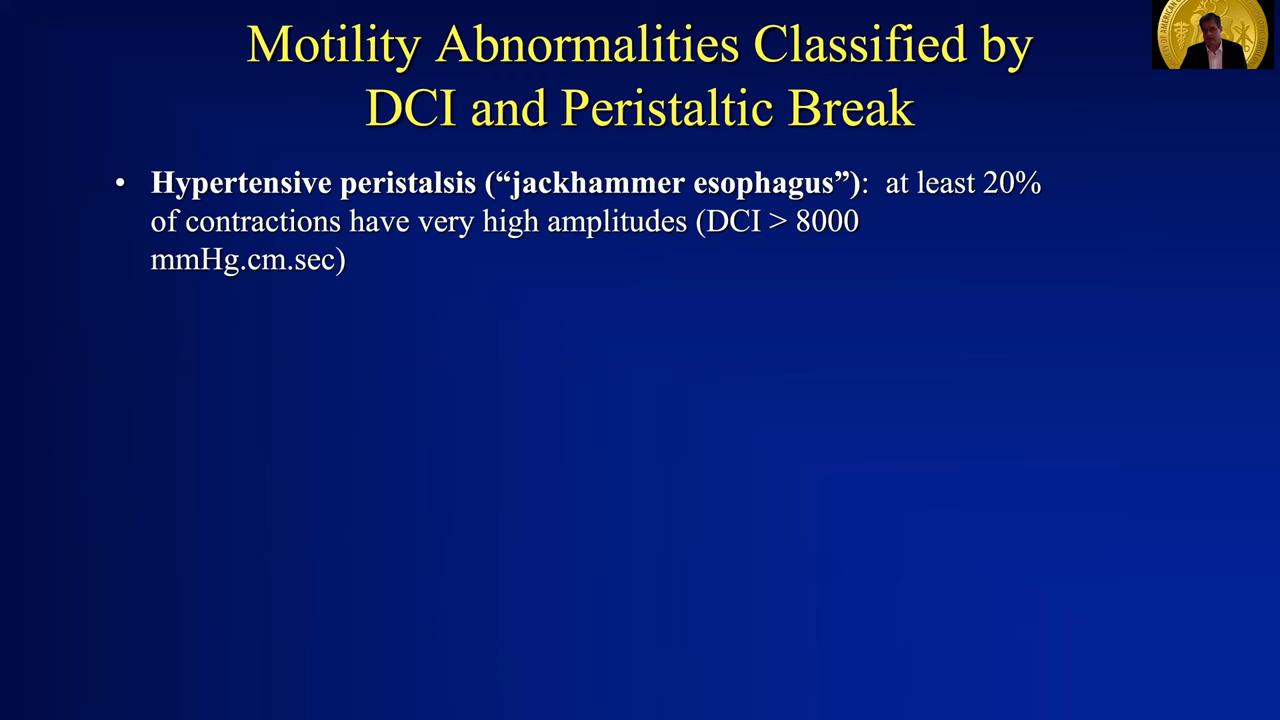 Motility Abnormalities Classified by
DCI and Peristaltic Break
• Hypertensive peristalsis (“jackhammer esophagus”): at least 20%
of contractions have very high amplitudes (DCI > 8000
mmHg.cm.sec)